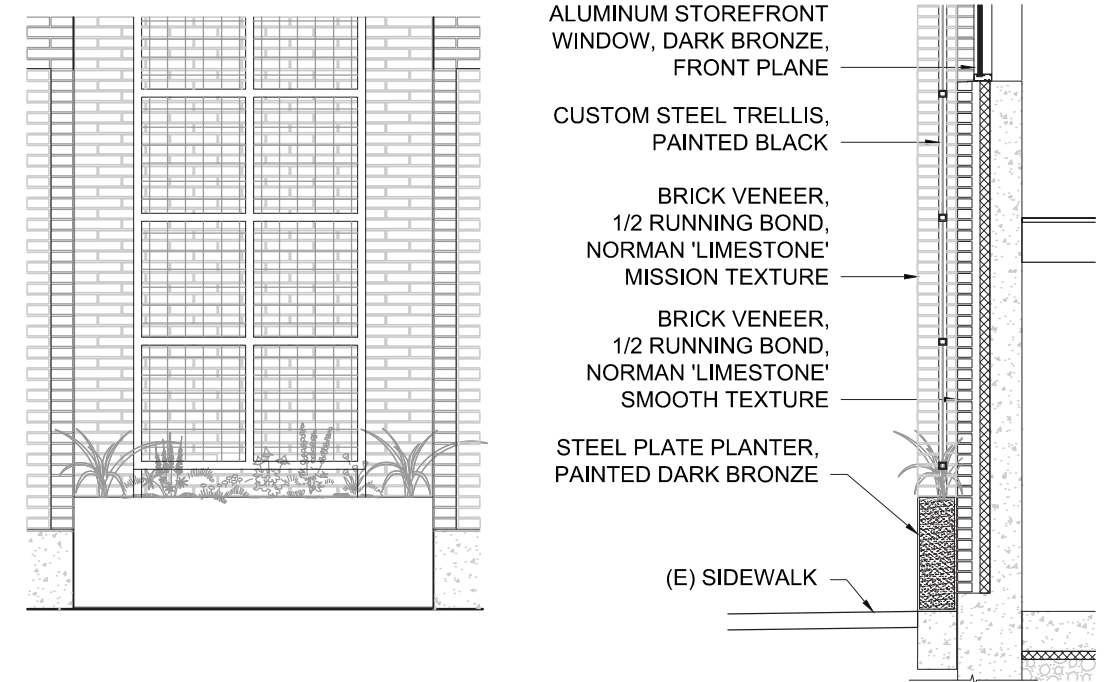 ALUMINUM STOREFRONT
WINDOW, DARK BRONZE,
FRONT PLANE
CUSTOM STEEL TRELLIS,
PAINTED BLACK
BRICK VENEER,
1/2 RUNNING BOND,
NORMAN 'LIMESTONE'
MISSION TEXTURE
BRICK VENEER,
1/2 RUNNING BOND,
NORMAN 'LIMESTONE'
SMOOTH TEXTURE
STEEL PLATE PLANTER,
PAINTED DARK BRONZE
(E) SIDEWALK